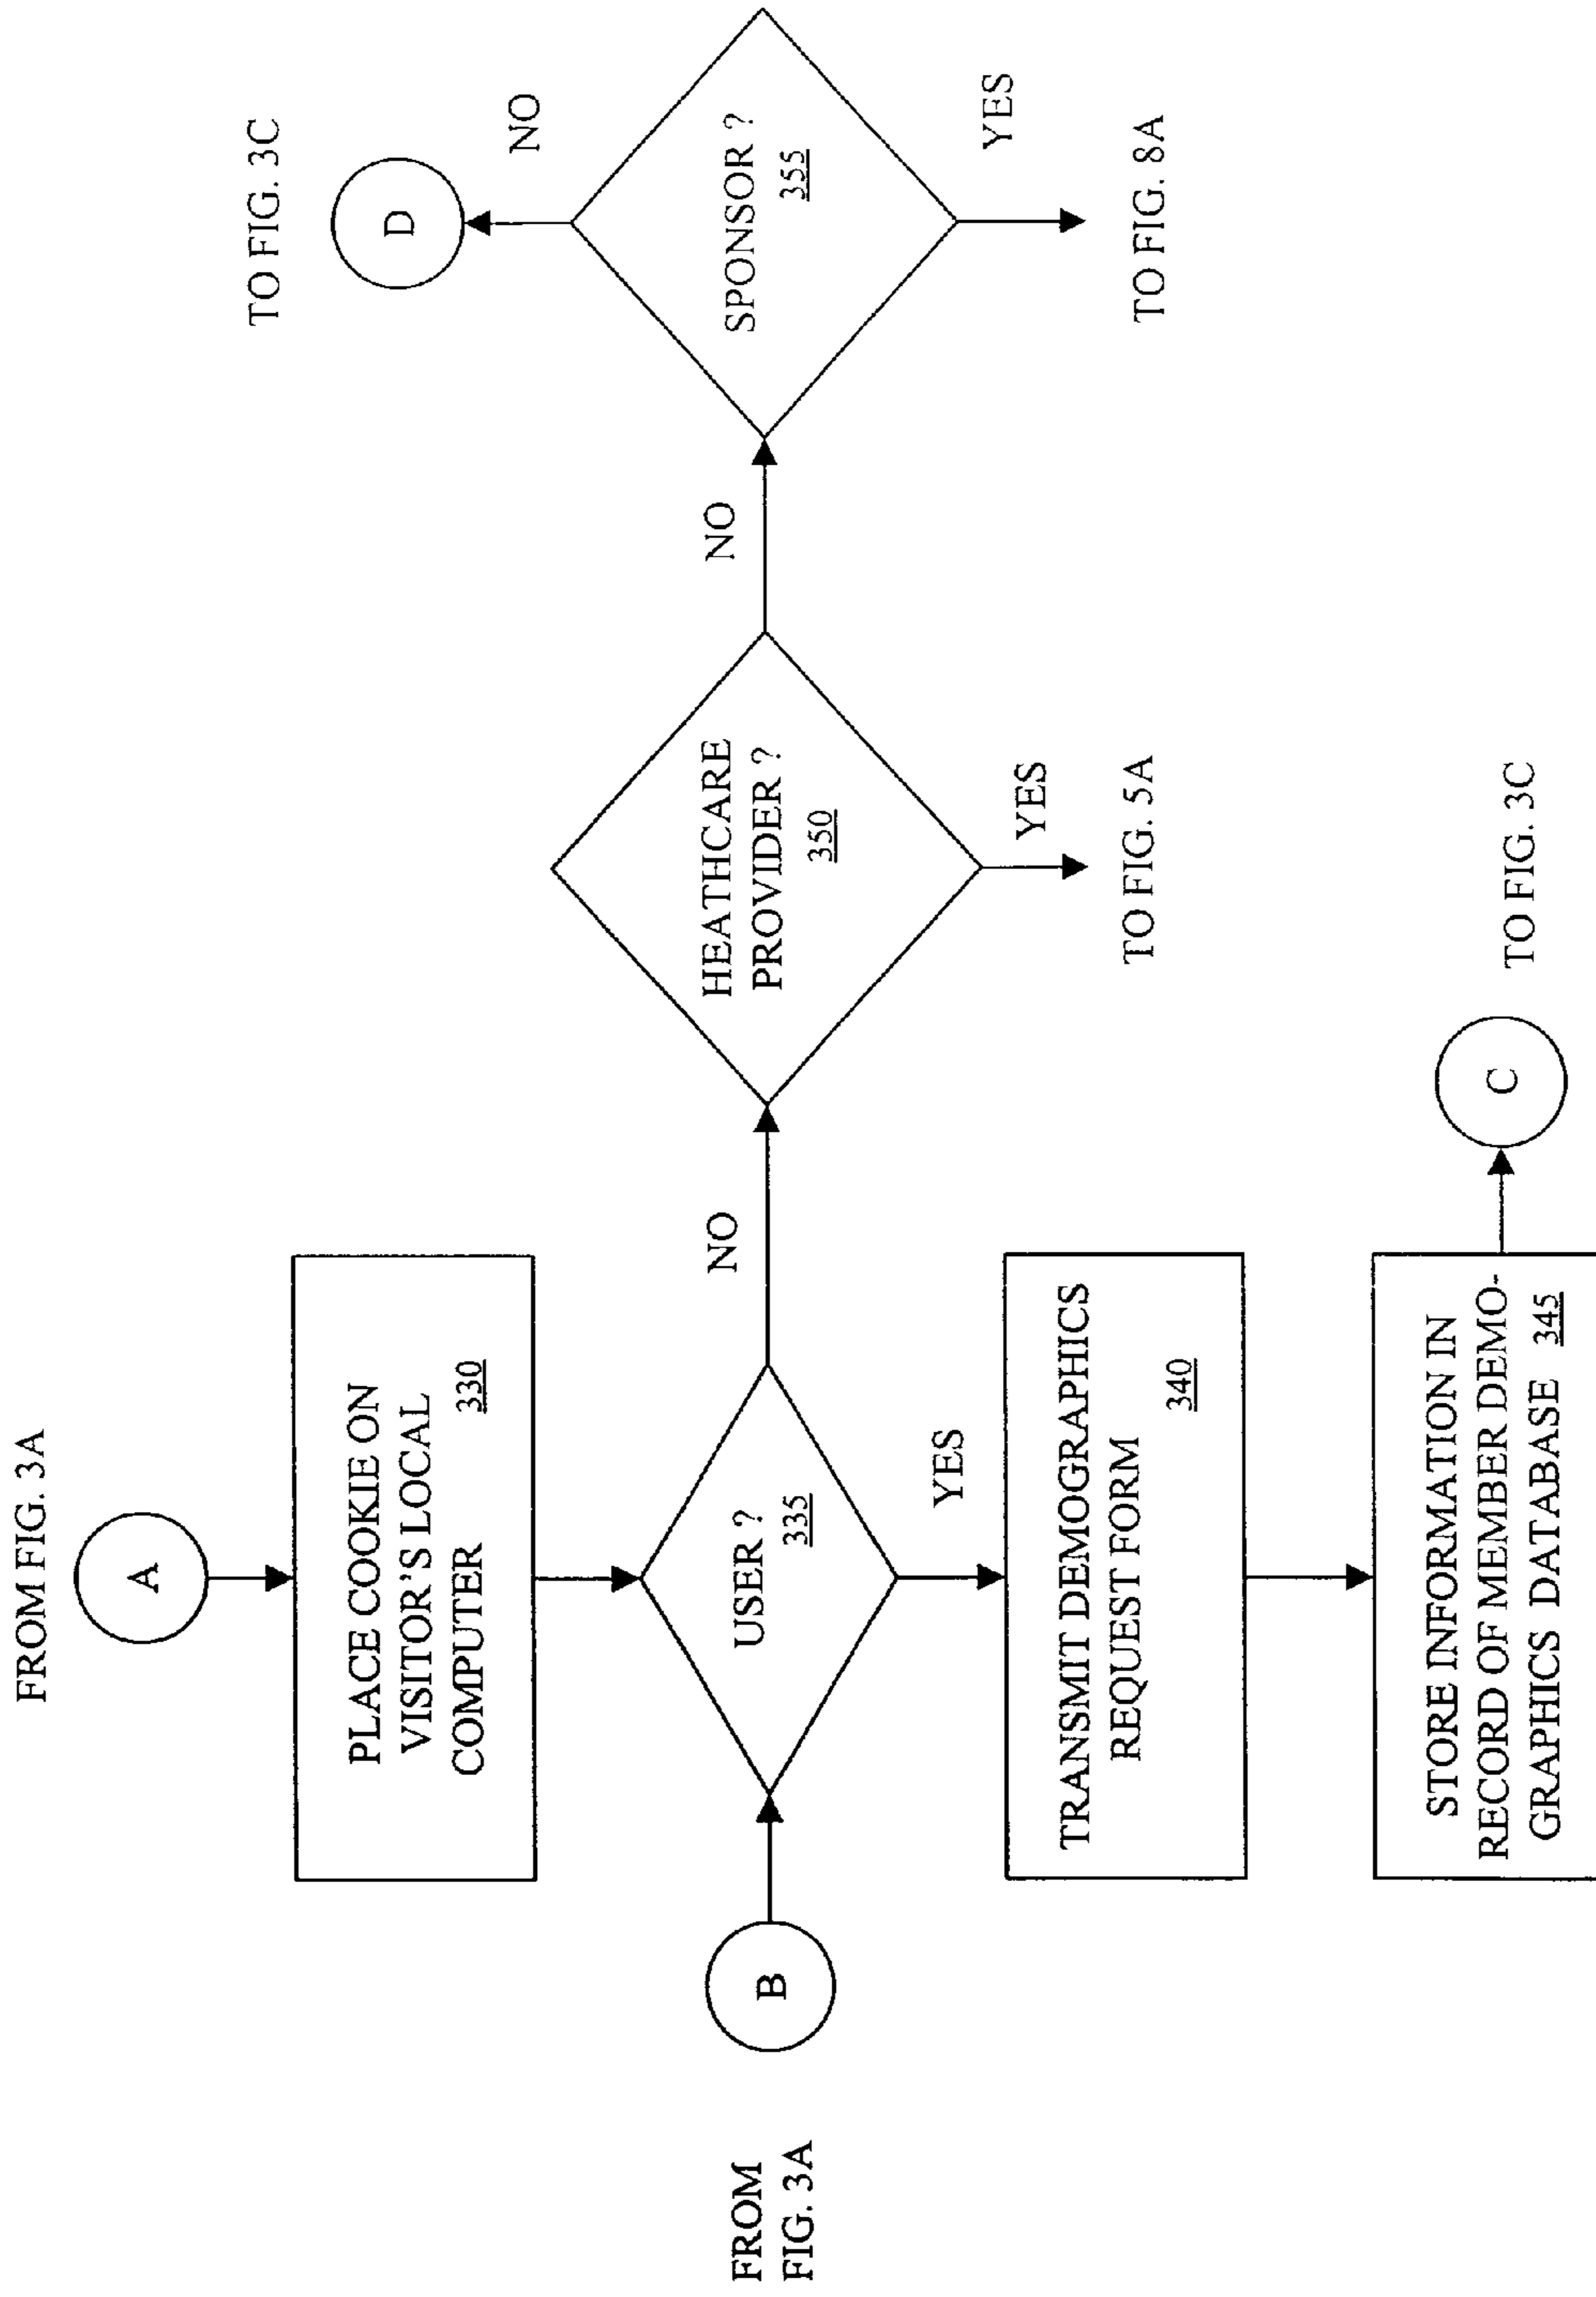 FROM FIG. 3A
A
PLACE COOKIE ON
VISITOR'S LOCAL
COMPUTER 330
FROM
FIG. 3A
B
USER ?
335
NO
YES
TRANSMIT DEMOGRAPHICS
REQUEST FORM
340
STORE INFORMATION IN
RECORD OF MEMBER DEMO-
GRAPHICS DATABASE 345
C
TO FIG. 3C
HEATHCARE
PROVIDER ?
350
NO
YES
TO FIG. 5A
TO FIG. 3C
D
NO
SPONSOR ?
355
YES
TO FIG. 8A